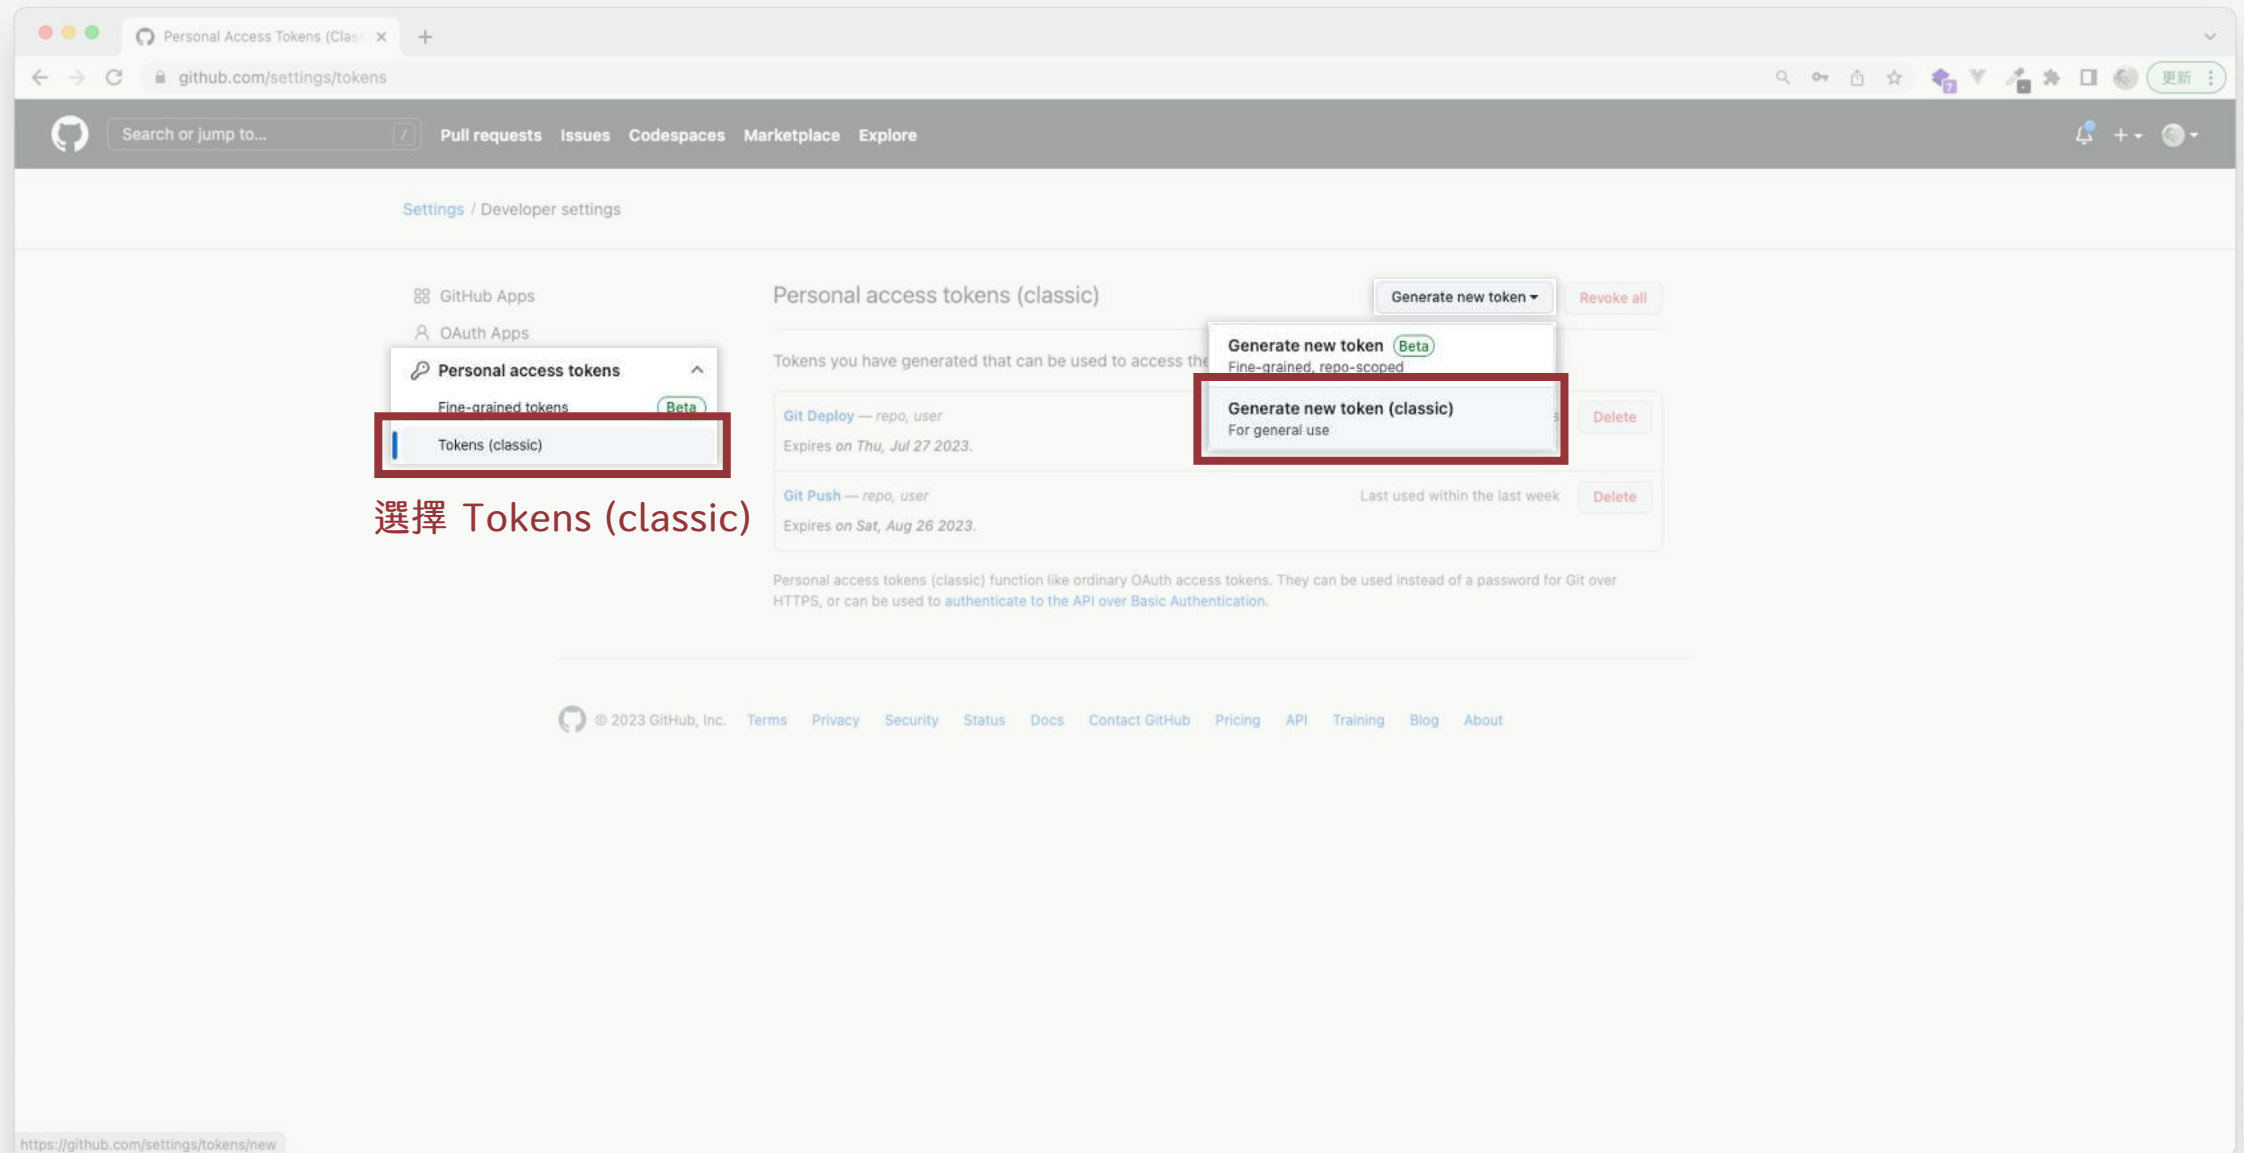 Personal Access Tokens (Clas
github.com/settings/tokens
7
更新
Search or jump to...
/
Pull requests Issues Codespaces Marketplace Explore
Settings / Developer settings
GitHub Apps
OAuth Apps
Personal access tokens
Fine-grained tokens Beta
Tokens (classic)
選擇 Tokens (classic)
Personal access tokens (classic)
Generate new token
Revoke all
Generate new token Beta
Fine-grained, repo-scoped
Generate new token (classic)
For general use
Tokens you have generated that can be used to access the
Git Deploy — repo, user
Delete
Expires on Thu, Jul 27 2023.
Git Push — repo, user
Last used within the last week
Delete
Expires on Sat, Aug 26 2023.
Personal access tokens (classic) function like ordinary OAuth access tokens. They can be used instead of a password for Git over
HTTPS, or can be used to authenticate to the API over Basic Authentication.
© 2023 GitHub, Inc. Terms Privacy Security Status Docs Contact GitHub Pricing API Training Blog About
https://github.com/settings/tokens/new